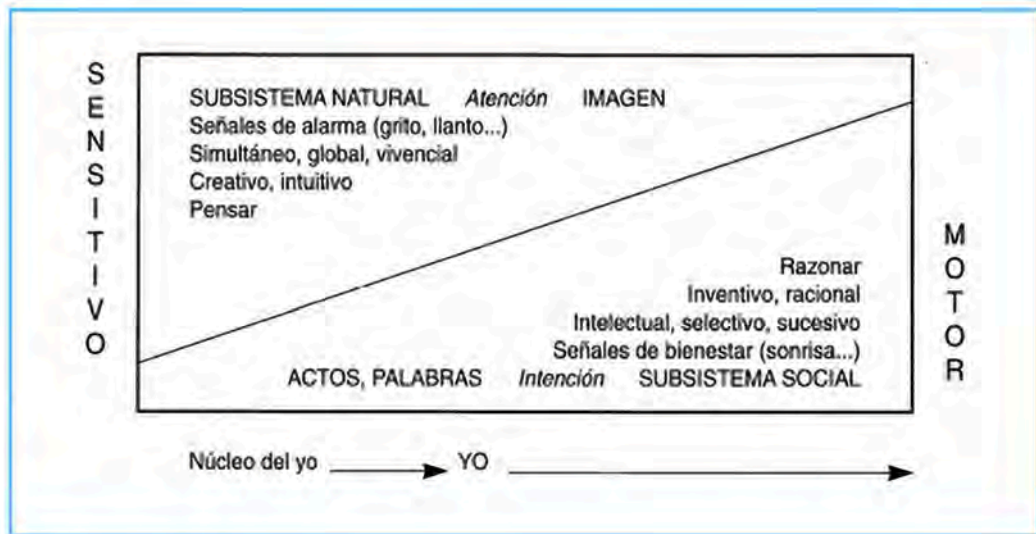 SENSITIVO
SUBSISTEMA NATURAL Atención IMAGEN
Señales de alarma (grito, llanto...)
Simultáneo, global, vivencial
Creativo, intuitivo
Pensar
MOTOR
Razonar
Inventivo, racional
Intelectual, selectivo, sucesivo
Señales de bienestar (sonrisa...)
ACTOS, PALABRAS Intención SUBSISTEMA SOCIAL
Núcleo del yo YO